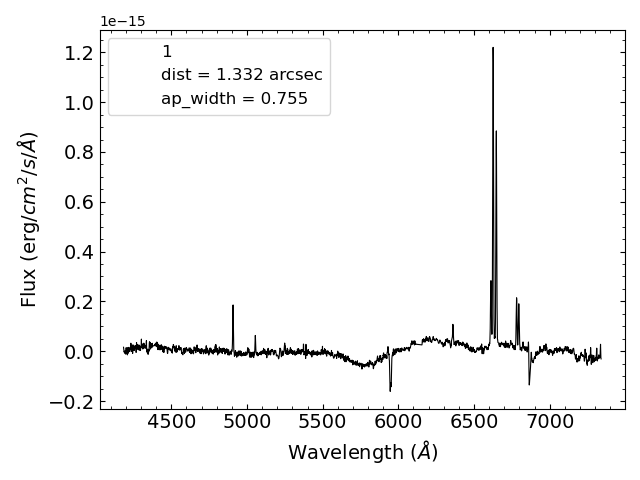 1e−15
1
dist = 1.332 arcsec
ap_width = 0.755
1.2
1.0
0.8
0.6
0.4
0.2
0.0
−0.2
Flux (erg/cm²/s/Å)
4500 5000 5500 6000 6500 7000
Wavelength (Å)